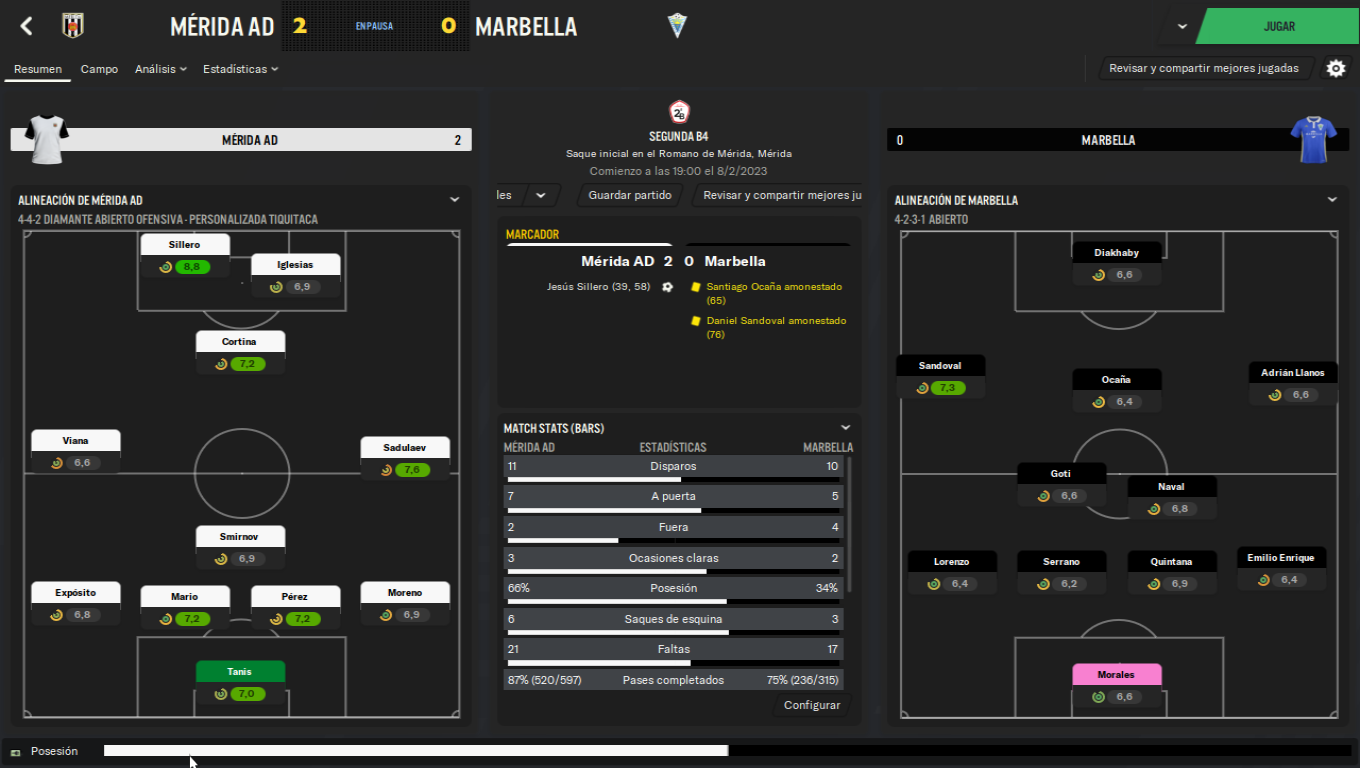 MÉRIDA AD 2 EN PAUSA 0 MARBELLA
JUGAR
Resumen Campo Análisis Estadísticas
Revisar y compartir mejores jugadas
MÉRIDA AD 2
ALINEACIÓN DE MÉRIDA AD
4-4-2 DIAMANTE ABIERTO OFENSIVA - PERSONALIZADA TIQUITACA
Sillero
8,8
Iglesias
6,9
Cortina
7,2
Viana
6,6
Sadulaev
7,6
Smirnov
6,9
Expósito
6,8
Mario
7,2
Pérez
7,2
Moreno
6,9
Tanis
7,0
2ªB
SEGUNDA B4
Saque inicial en el Romano de Mérida, Mérida
Comienzo a las 19:00 el 8/2/2023
les Guardar partido Revisar y compartir mejores ju
MARCADOR
Mérida AD 2 0 Marbella
Jesús Sillero (39, 58)
Santiago Ocaña amonestado
(65)
Daniel Sandoval amonestado
(76)
MATCH STATS (BARS)
MÉRIDA AD ESTADÍSTICAS MARBELLA
11 Disparos 10
7 A puerta 5
2 Fuera 4
3 Ocasiones claras 2
66% Posesión 34%
6 Saques de esquina 3
21 Faltas 17
87% (520/597) Pases completados 75% (236/315)
Configurar
0 MARBELLA
ALINEACIÓN DE MARBELLA
4-2-3-1 ABIERTO
Diakhaby
6,6
Sandoval
7,3
Ocaña
6,4
Adrián Llanos
6,6
Goti
6,6
Naval
6,8
Lorenzo
6,4
Serrano
6,2
Quintana
6,9
Emilio Enrique
6,4
Morales
6,6
Posesión